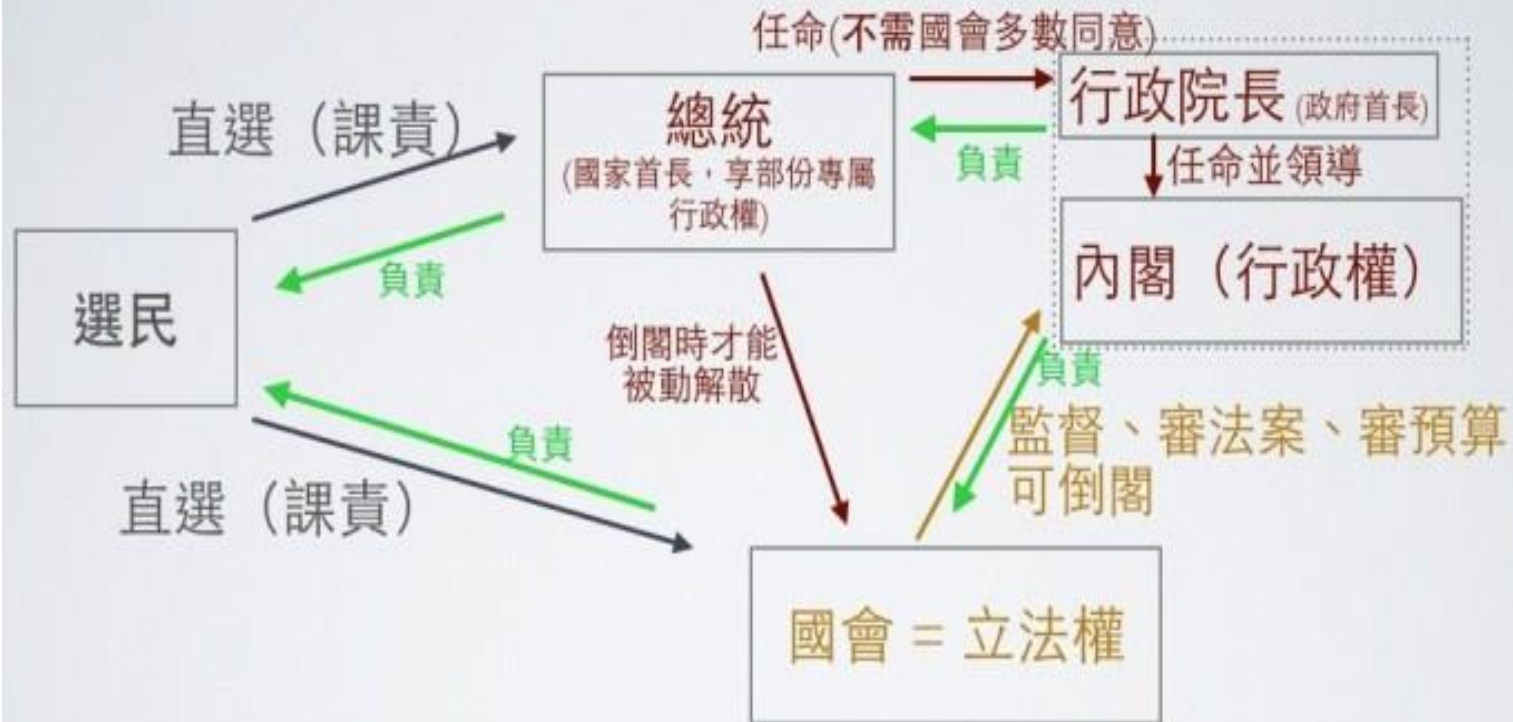 任命(不需國會多數同意)
直選（課責）
總統
(國家首長，享部份專屬
行政權)
行政院長 (政府首長)
負責
任命並領導
內閣（行政權）
負責
選民
倒閣時才能
被動解散
負責
負責
直選（課責）
監督、審法案、審預算
可倒閣
國會 = 立法權